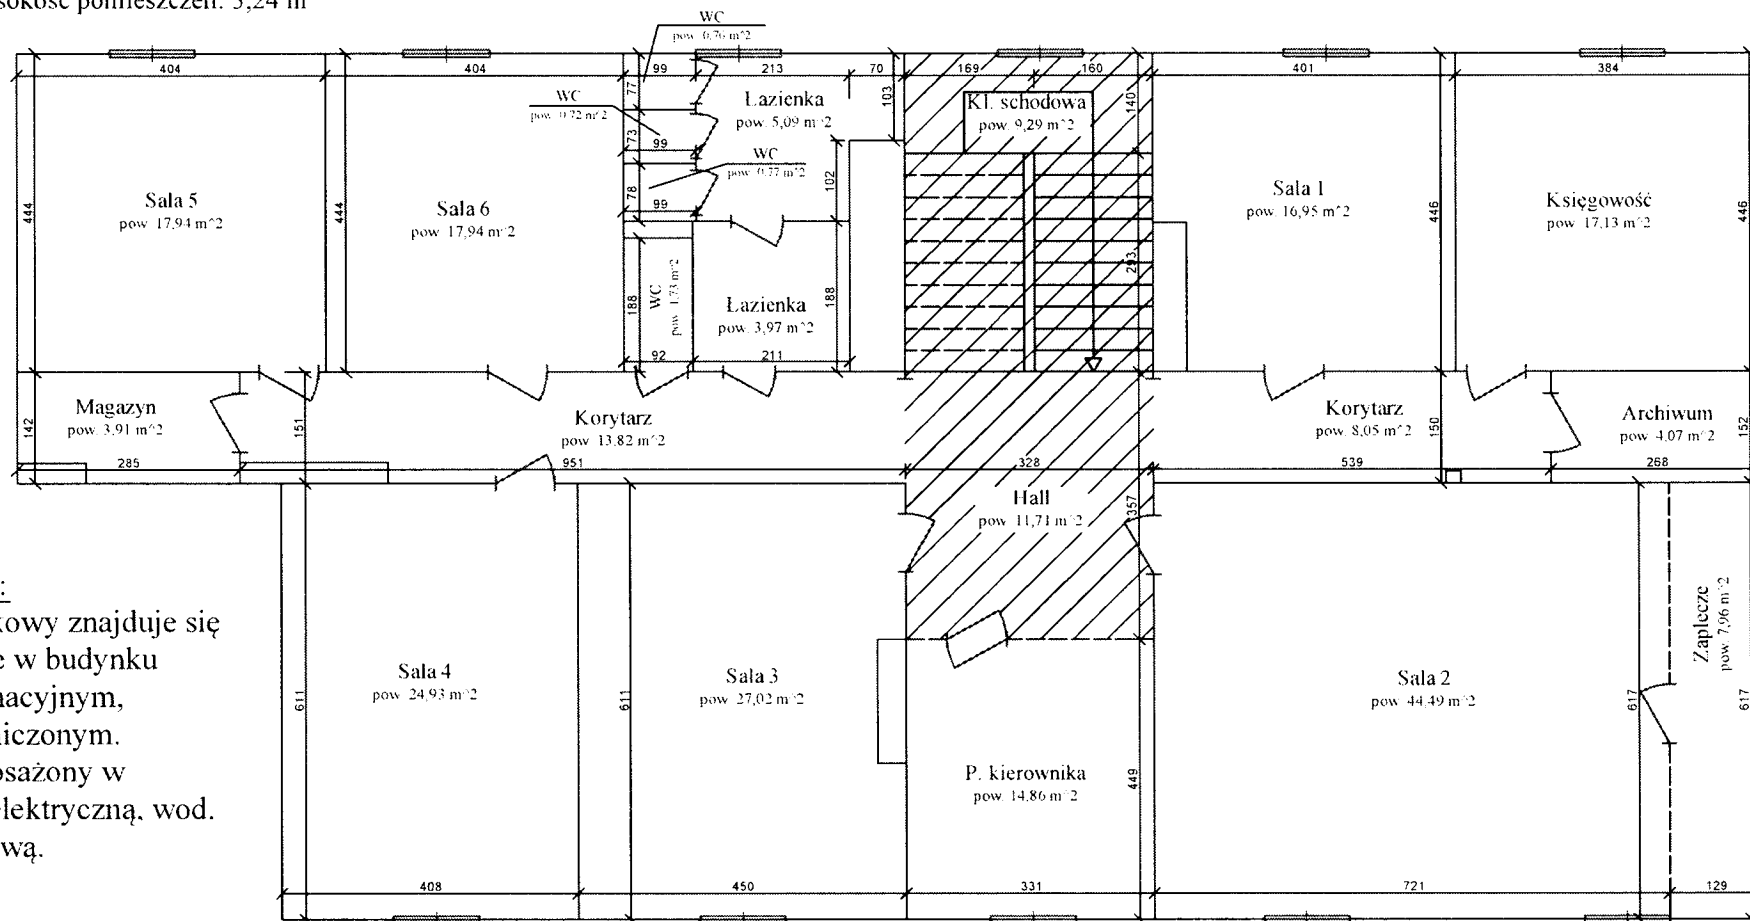 sokość pomieszczeń: 3,24 m
WC
pow. 0,76 m^2
404
404
99
213
70
169
160
401
384
WC
pow. 0,72 m^2
77
Łazienka
pow. 5,09 m^2
103
Kl. schodowa
pow. 9,29 m^2
140
73
99
WC
pow. 0,77 m^2
102
78
99
444
Sala 5
pow. 17,94 m^2
444
Sala 6
pow. 17,94 m^2
Sala 1
pow. 16,95 m^2
446
Księgowość
pow. 17,13 m^2
446
293
188
WC
pow. 1,73 m^2
Łazienka
pow. 3,97 m^2
188
92
211
142
Magazyn
pow. 3,91 m^2
151
Korytarz
pow. 13,82 m^2
Korytarz
pow. 8,05 m^2
150
Archiwum
pow. 4,07 m^2
152
285
951
328
539
268
Hall
pow. 11,71 m^2
357
:
kowy znajduje się
e w budynku
nacyjnym,
niczonym.
osażony w
elektryczną, wod.
wą.
611
Sala 4
pow. 24,93 m^2
611
Sala 3
pow. 27,02 m^2
P. kierownika
pow. 14,86 m^2
449
Sala 2
pow. 44,49 m^2
617
Zaplecze
pow. 7,96 m^2
617
408
450
331
721
129